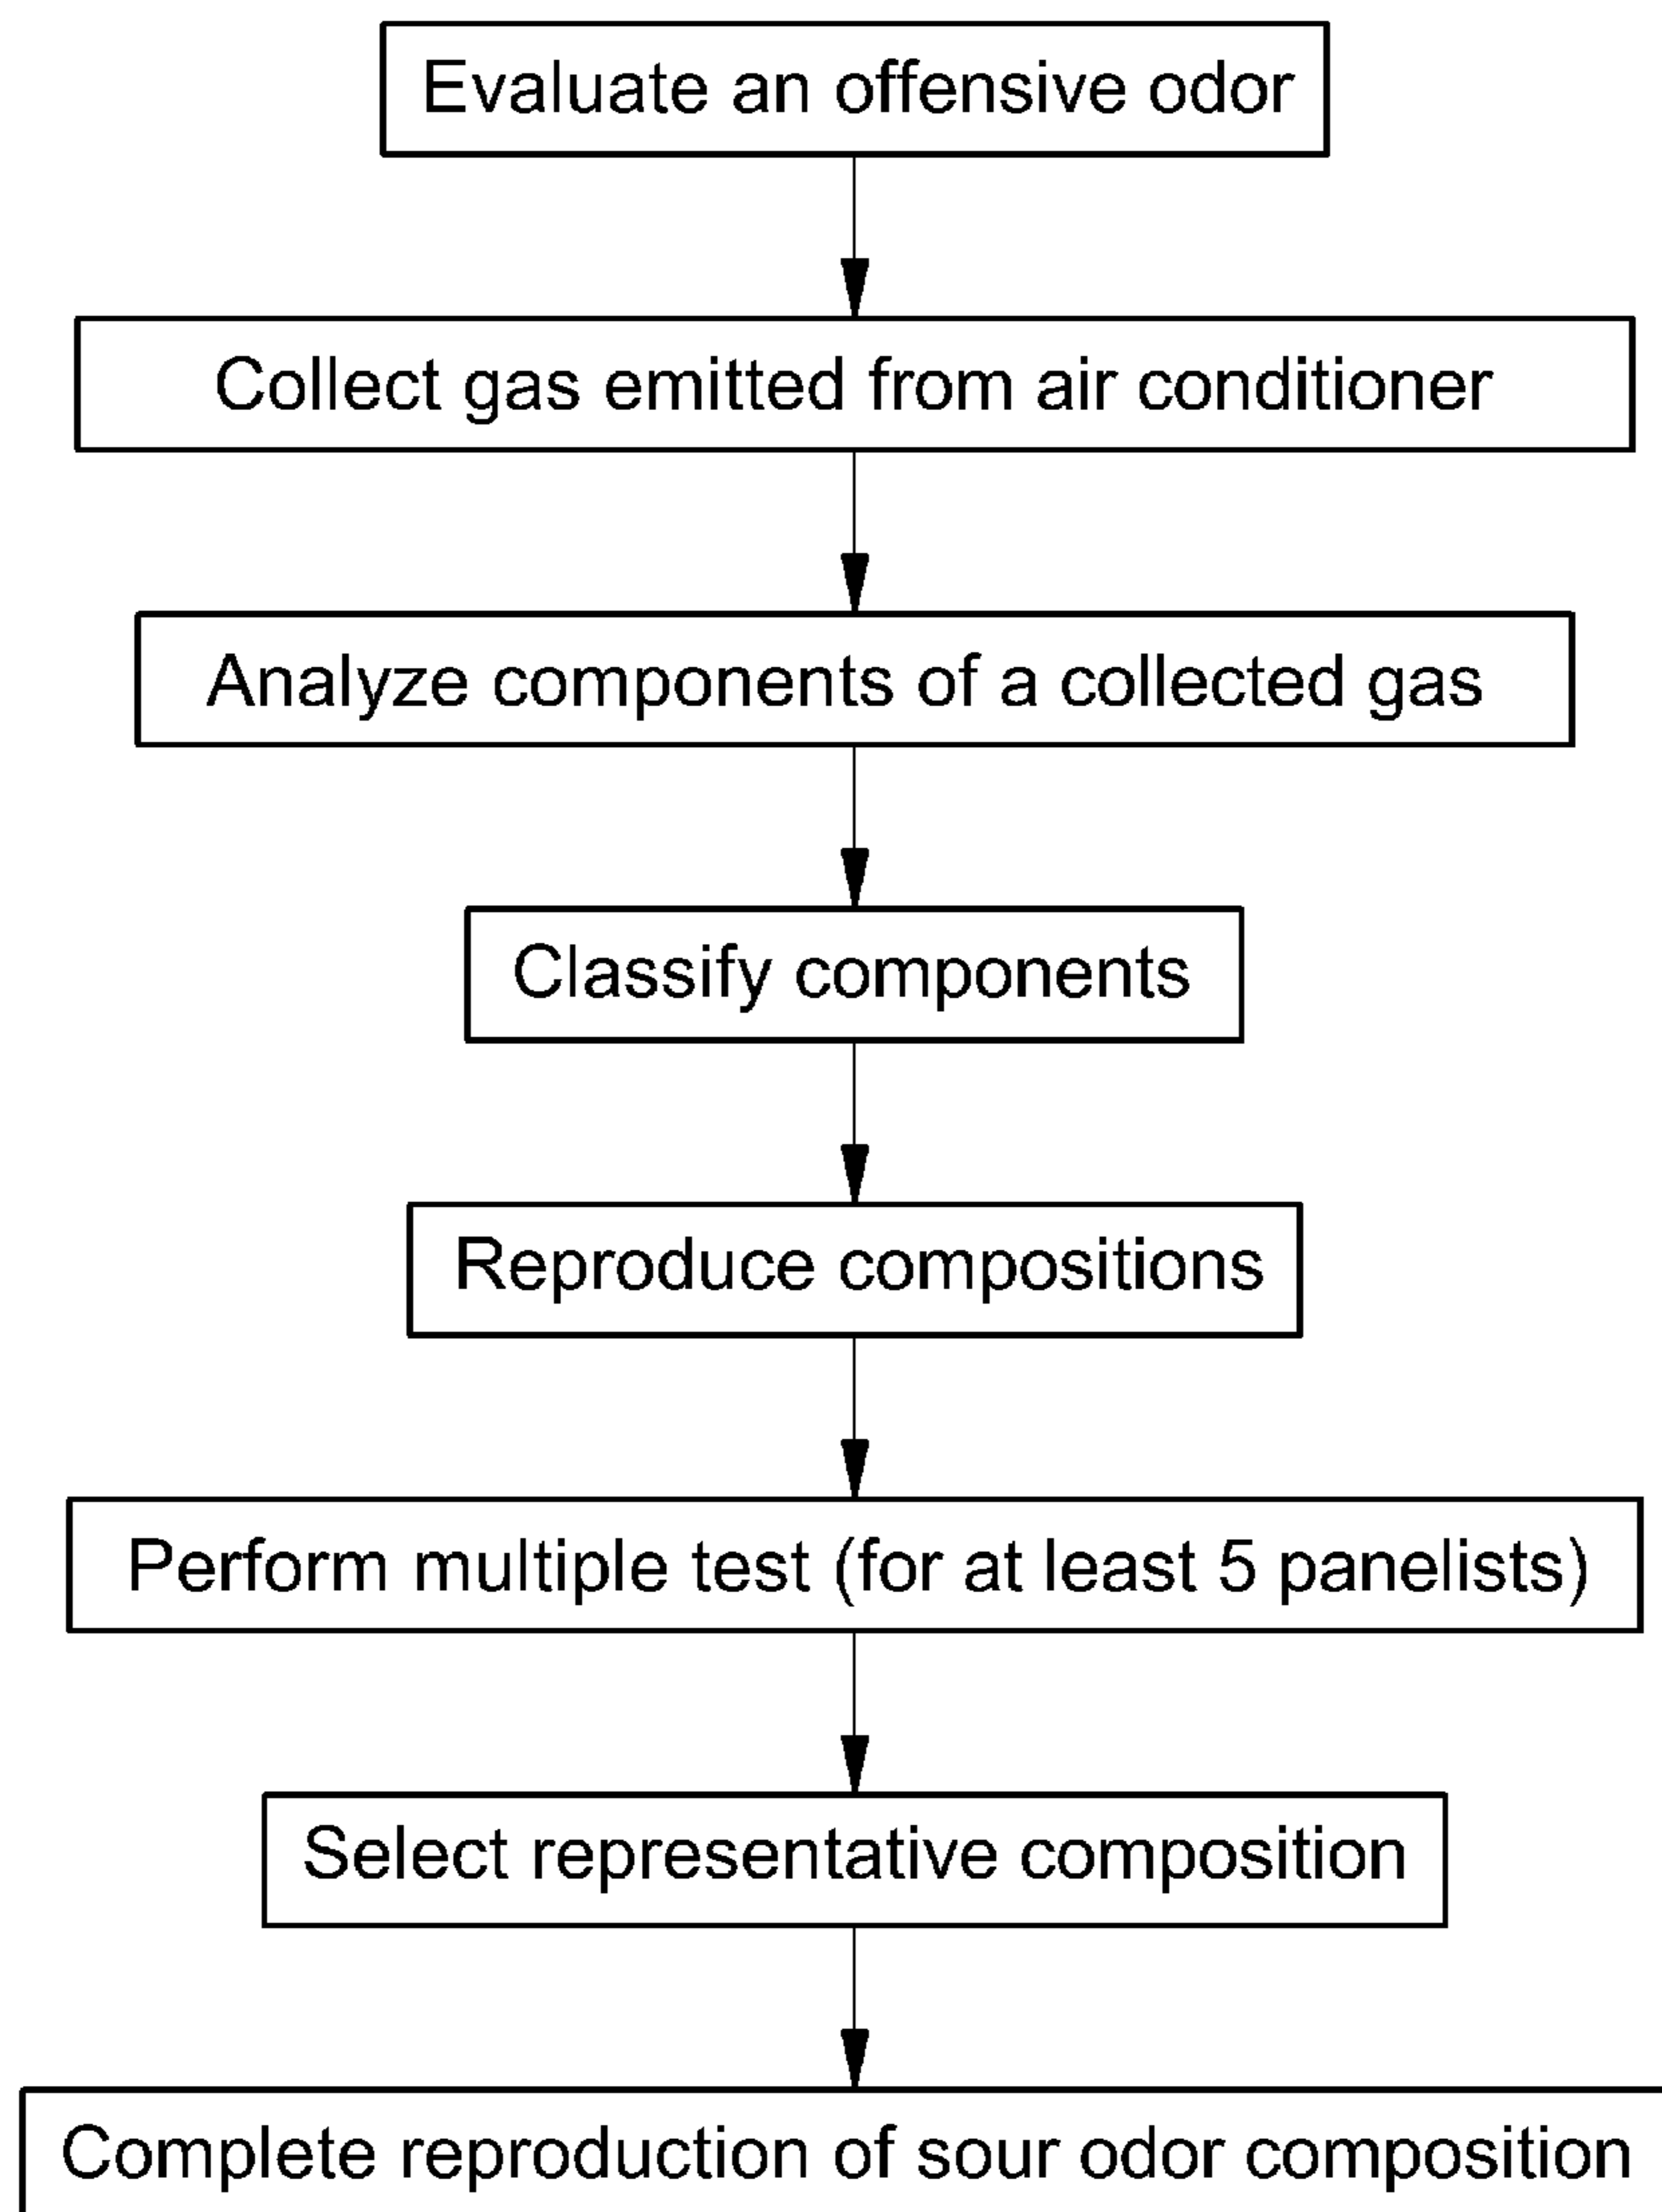 Evaluate an offensive odor
Collect gas emitted from air conditioner
Analyze components of a collected gas
Classify components
Reproduce compositions
Perform multiple test (for at least 5 panelists)
Select representative composition
Complete reproduction of sour odor composition